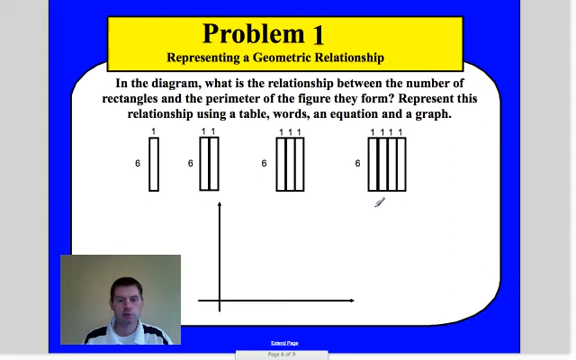 Problem 1
Representing a Geometric Relationship
In the diagram, what is the relationship between the number of
rectangles and the perimeter of the figure they form? Represent this
relationship using a table, words, an equation and a graph.
1 1 1 1 1 1 1 1 1 1
6 6 6 6
Extend Page
Page 6 of 9